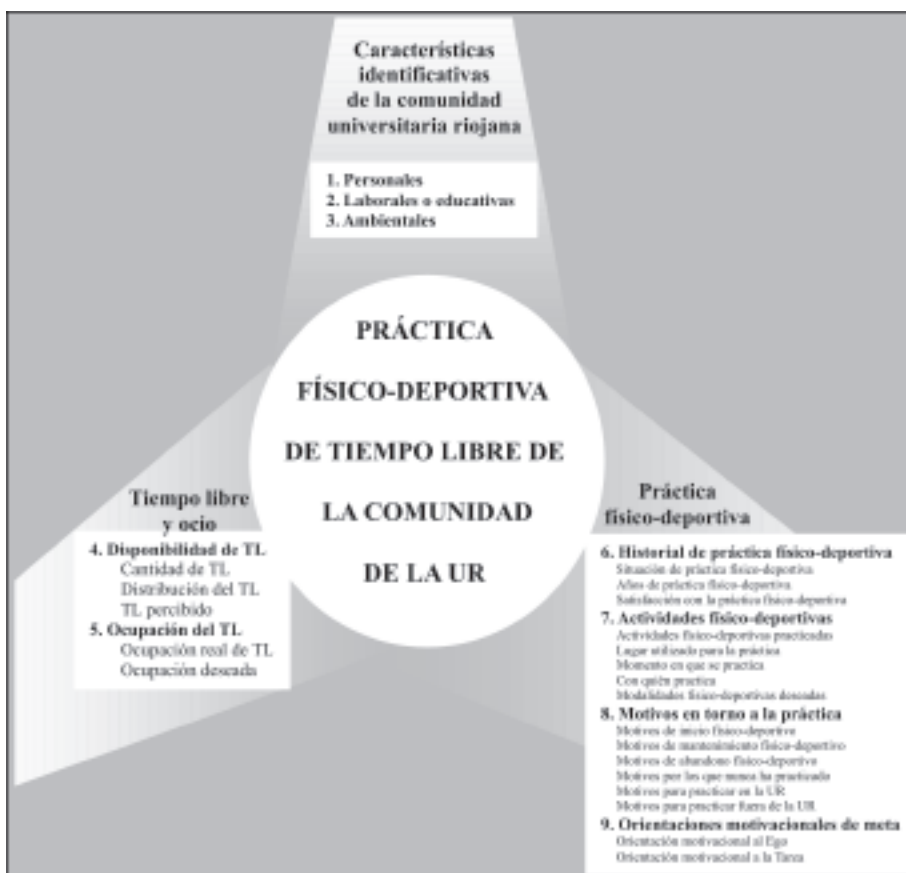 Características
identificativas
de la comunidad
universitaria riojana
1. Personales
2. Laborales o educativas
3. Ambientales
PRÁCTICA
FÍSICO-DEPORTIVA
DE TIEMPO LIBRE DE
LA COMUNIDAD
DE LA UR
Tiempo libre
y ocio
4. Disponibilidad de TL
Cantidad de TL
Distribución del TL
TL percibido
5. Ocupación del TL
Ocupación real de TL
Ocupación deseada
Práctica
físico-deportiva
6. Historial de práctica físico-deportiva
Situación de práctica físico-deportiva
Años de práctica físico-deportiva.
Satisfacción con la práctica físico-deportiva
7. Actividades físico-deportivas
Actividades físico-deportivas practicadas
Lugar utilizado para la práctica
Momento en que se practica
Con quién practica
Modalidades físico-deportivas deseadas
8. Motivos en torno a la práctica
Motivos de inicio físico-deportivo
Motivos de mantenimiento físico-deportivo
Motivos de abandono físico-deportivo
Motivos por los que nunca ha practicado
Motivos para practicar en la UR
Motivos para practicar fuera de la UR
9. Orientaciones motivacionales de meta
Orientación motivacional al Ego
Orientación motivacional a la Tarea